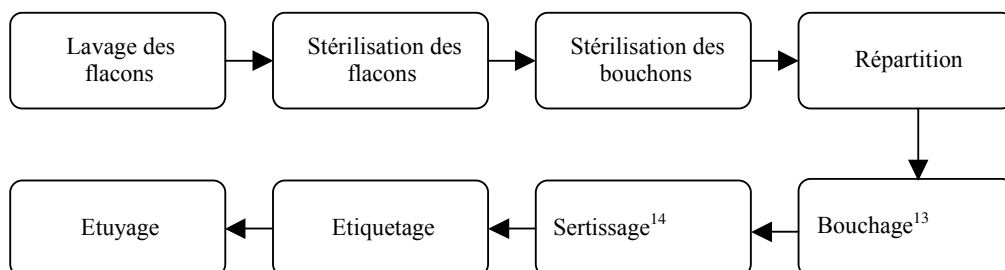 Lavage des
flacons
Stérilisation des
flacons
Stérilisation des
bouchons
Répartition
Bouchage¹³
Sertissage¹⁴
Etiquetage
Etuyage